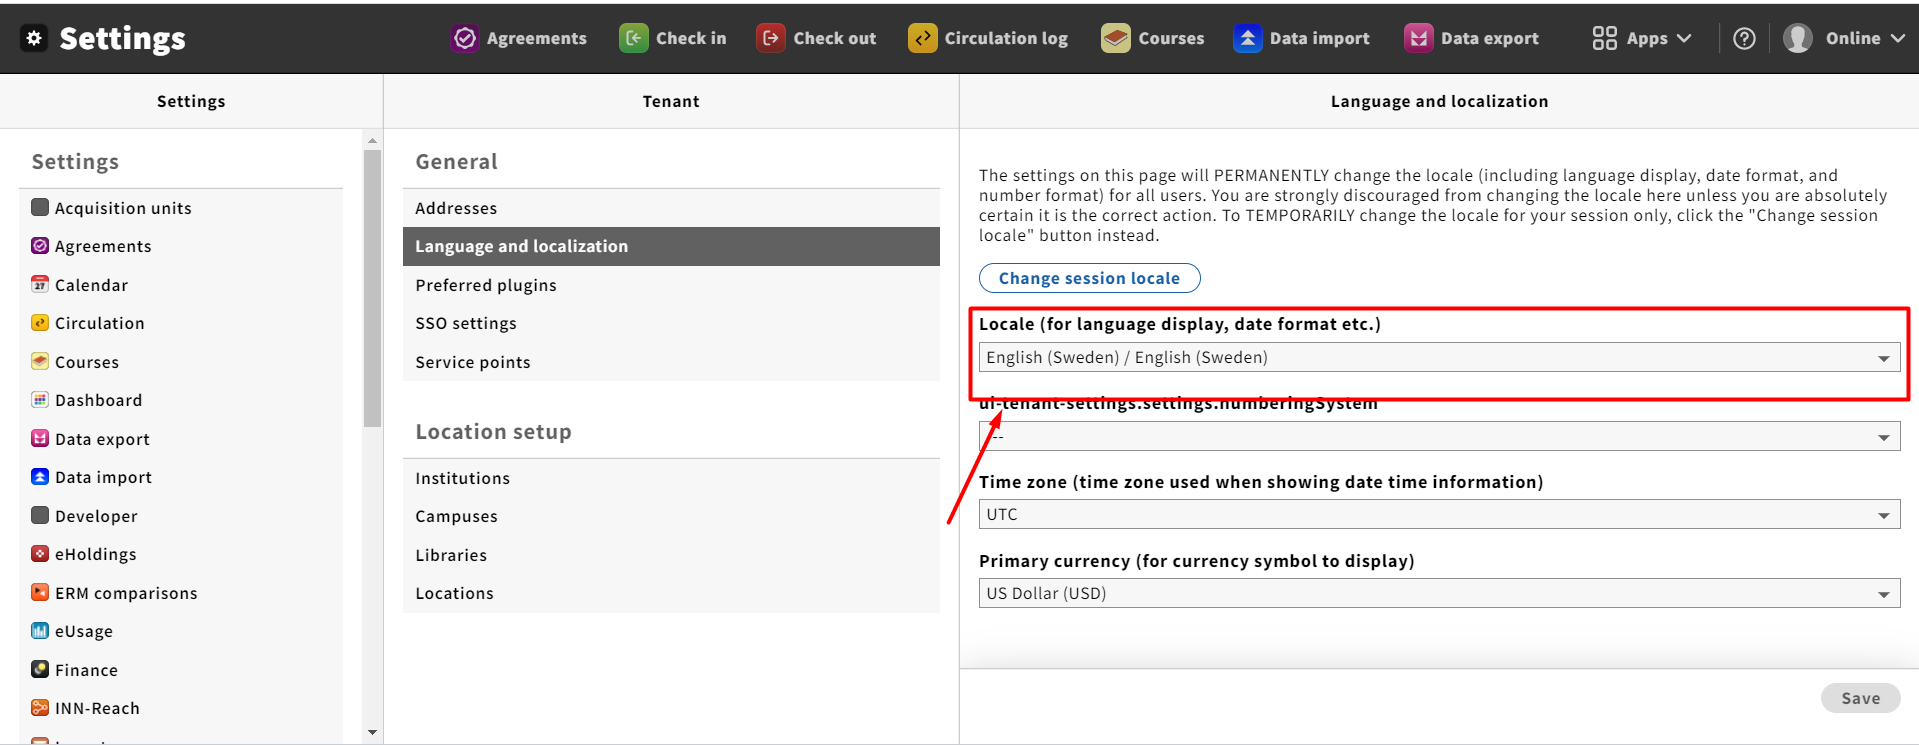 Settings
Agreements
Check in
Check out
Circulation log
Courses
Data import
Data export
Apps
Online
Settings
Tenant
Language and localization
Settings
Acquisition units
Agreements
Calendar
Circulation
Courses
Dashboard
Data export
Data import
Developer
eHoldings
ERM comparisons
eUsage
Finance
INN-Reach
General
Addresses
Language and localization
Preferred plugins
SSO settings
Service points
Location setup
Institutions
Campuses
Libraries
Locations
The settings on this page will PERMANENTLY change the locale (including language display, date format, and
number format) for all users. You are strongly discouraged from changing the locale here unless you are absolutely
certain it is the correct action. To TEMPORARILY change the locale for your session only, click the "Change session
locale" button instead.
Change session locale
Locale (for language display, date format etc.)
English (Sweden) / English (Sweden)
ui-tenant-settings.settings.numberingSystem
---
Time zone (time zone used when showing date time information)
UTC
Primary currency (for currency symbol to display)
US Dollar (USD)
Save